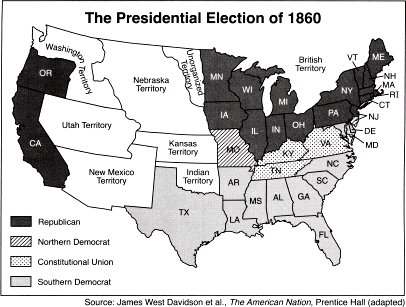 The Presidential Election of 1860
Washington Territory
OR
CA
Utah Territory
New Mexico Territory
Nebraska Territory
Unorganized Territory
Kansas Territory
Indian Territory
British Territory
MN
WI
MI
IA
IL
IN
OH
PA
NY
VT
ME
NH
MA
RI
CT
NJ
DE
MD
MO
KY
VA
TN
NC
SC
AR
TX
LA
MS
AL
GA
FL
Republican
Northern Democrat
Constitutional Union
Southern Democrat
Source: James West Davidson et al., The American Nation, Prentice Hall (adapted)